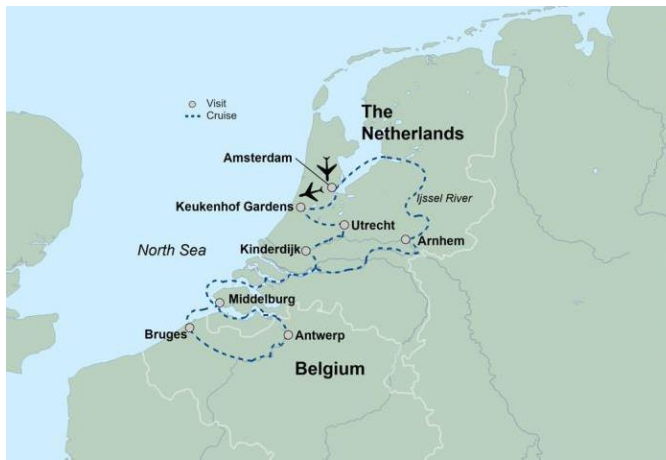 Visit
Cruise
The
Netherlands
Amsterdam
Ijssel River
Keukenhof Gardens
Utrecht
Arnhem
North Sea
Kinderdijk
Middelburg
Bruges
Antwerp
Belgium